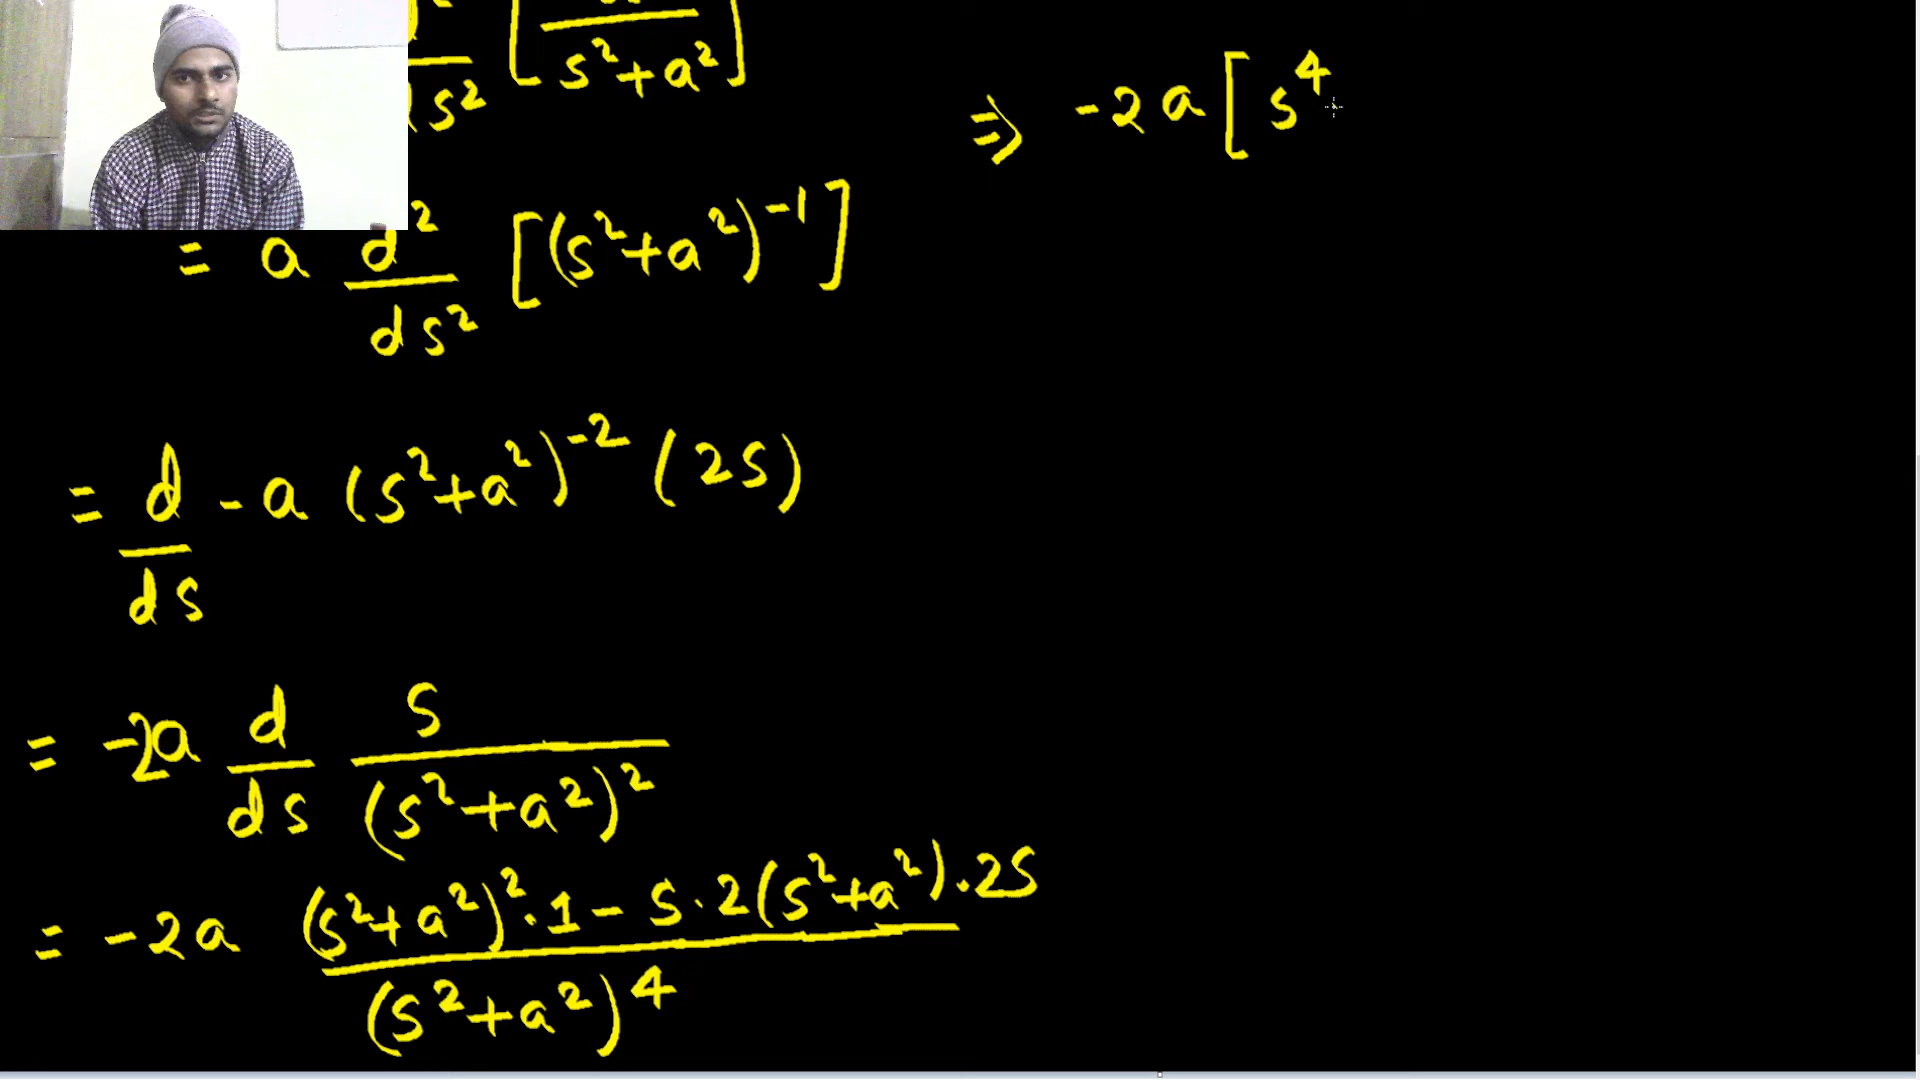 [ / s²+a² ]
ds²
= a d²/ds² [(s²+a²)⁻¹]
= d/ds - a (s²+a²)⁻² (2s)
= -2a d/ds s/(s²+a²)²
= -2a (s²+a²)²·1 - s·2(s²+a²)·2s / (s²+a²)⁴
⇒ -2a [ s⁴